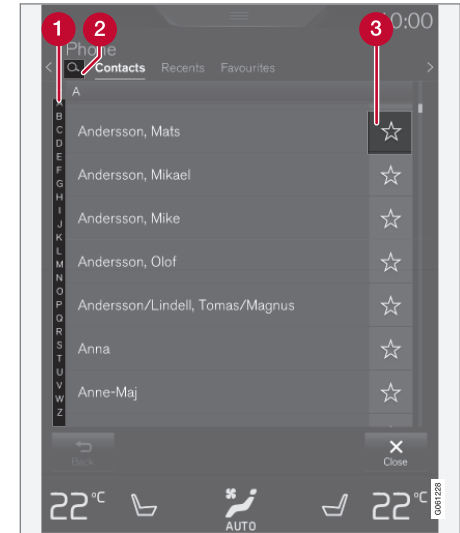 1 2 3
10:00
Phone
Contacts Recents Favourites
A
A
B
C
D
E
F
G
H
I
J
K
L
M
N
O
P
Q
R
S
T
U
V
W
Z
Andersson, Mats
Andersson, Mikael
Andersson, Mike
Andersson, Olof
Andersson/Lindell, Tomas/Magnus
Anna
Anne-Maj
Back
Close
22°C AUTO 22°C
G061228